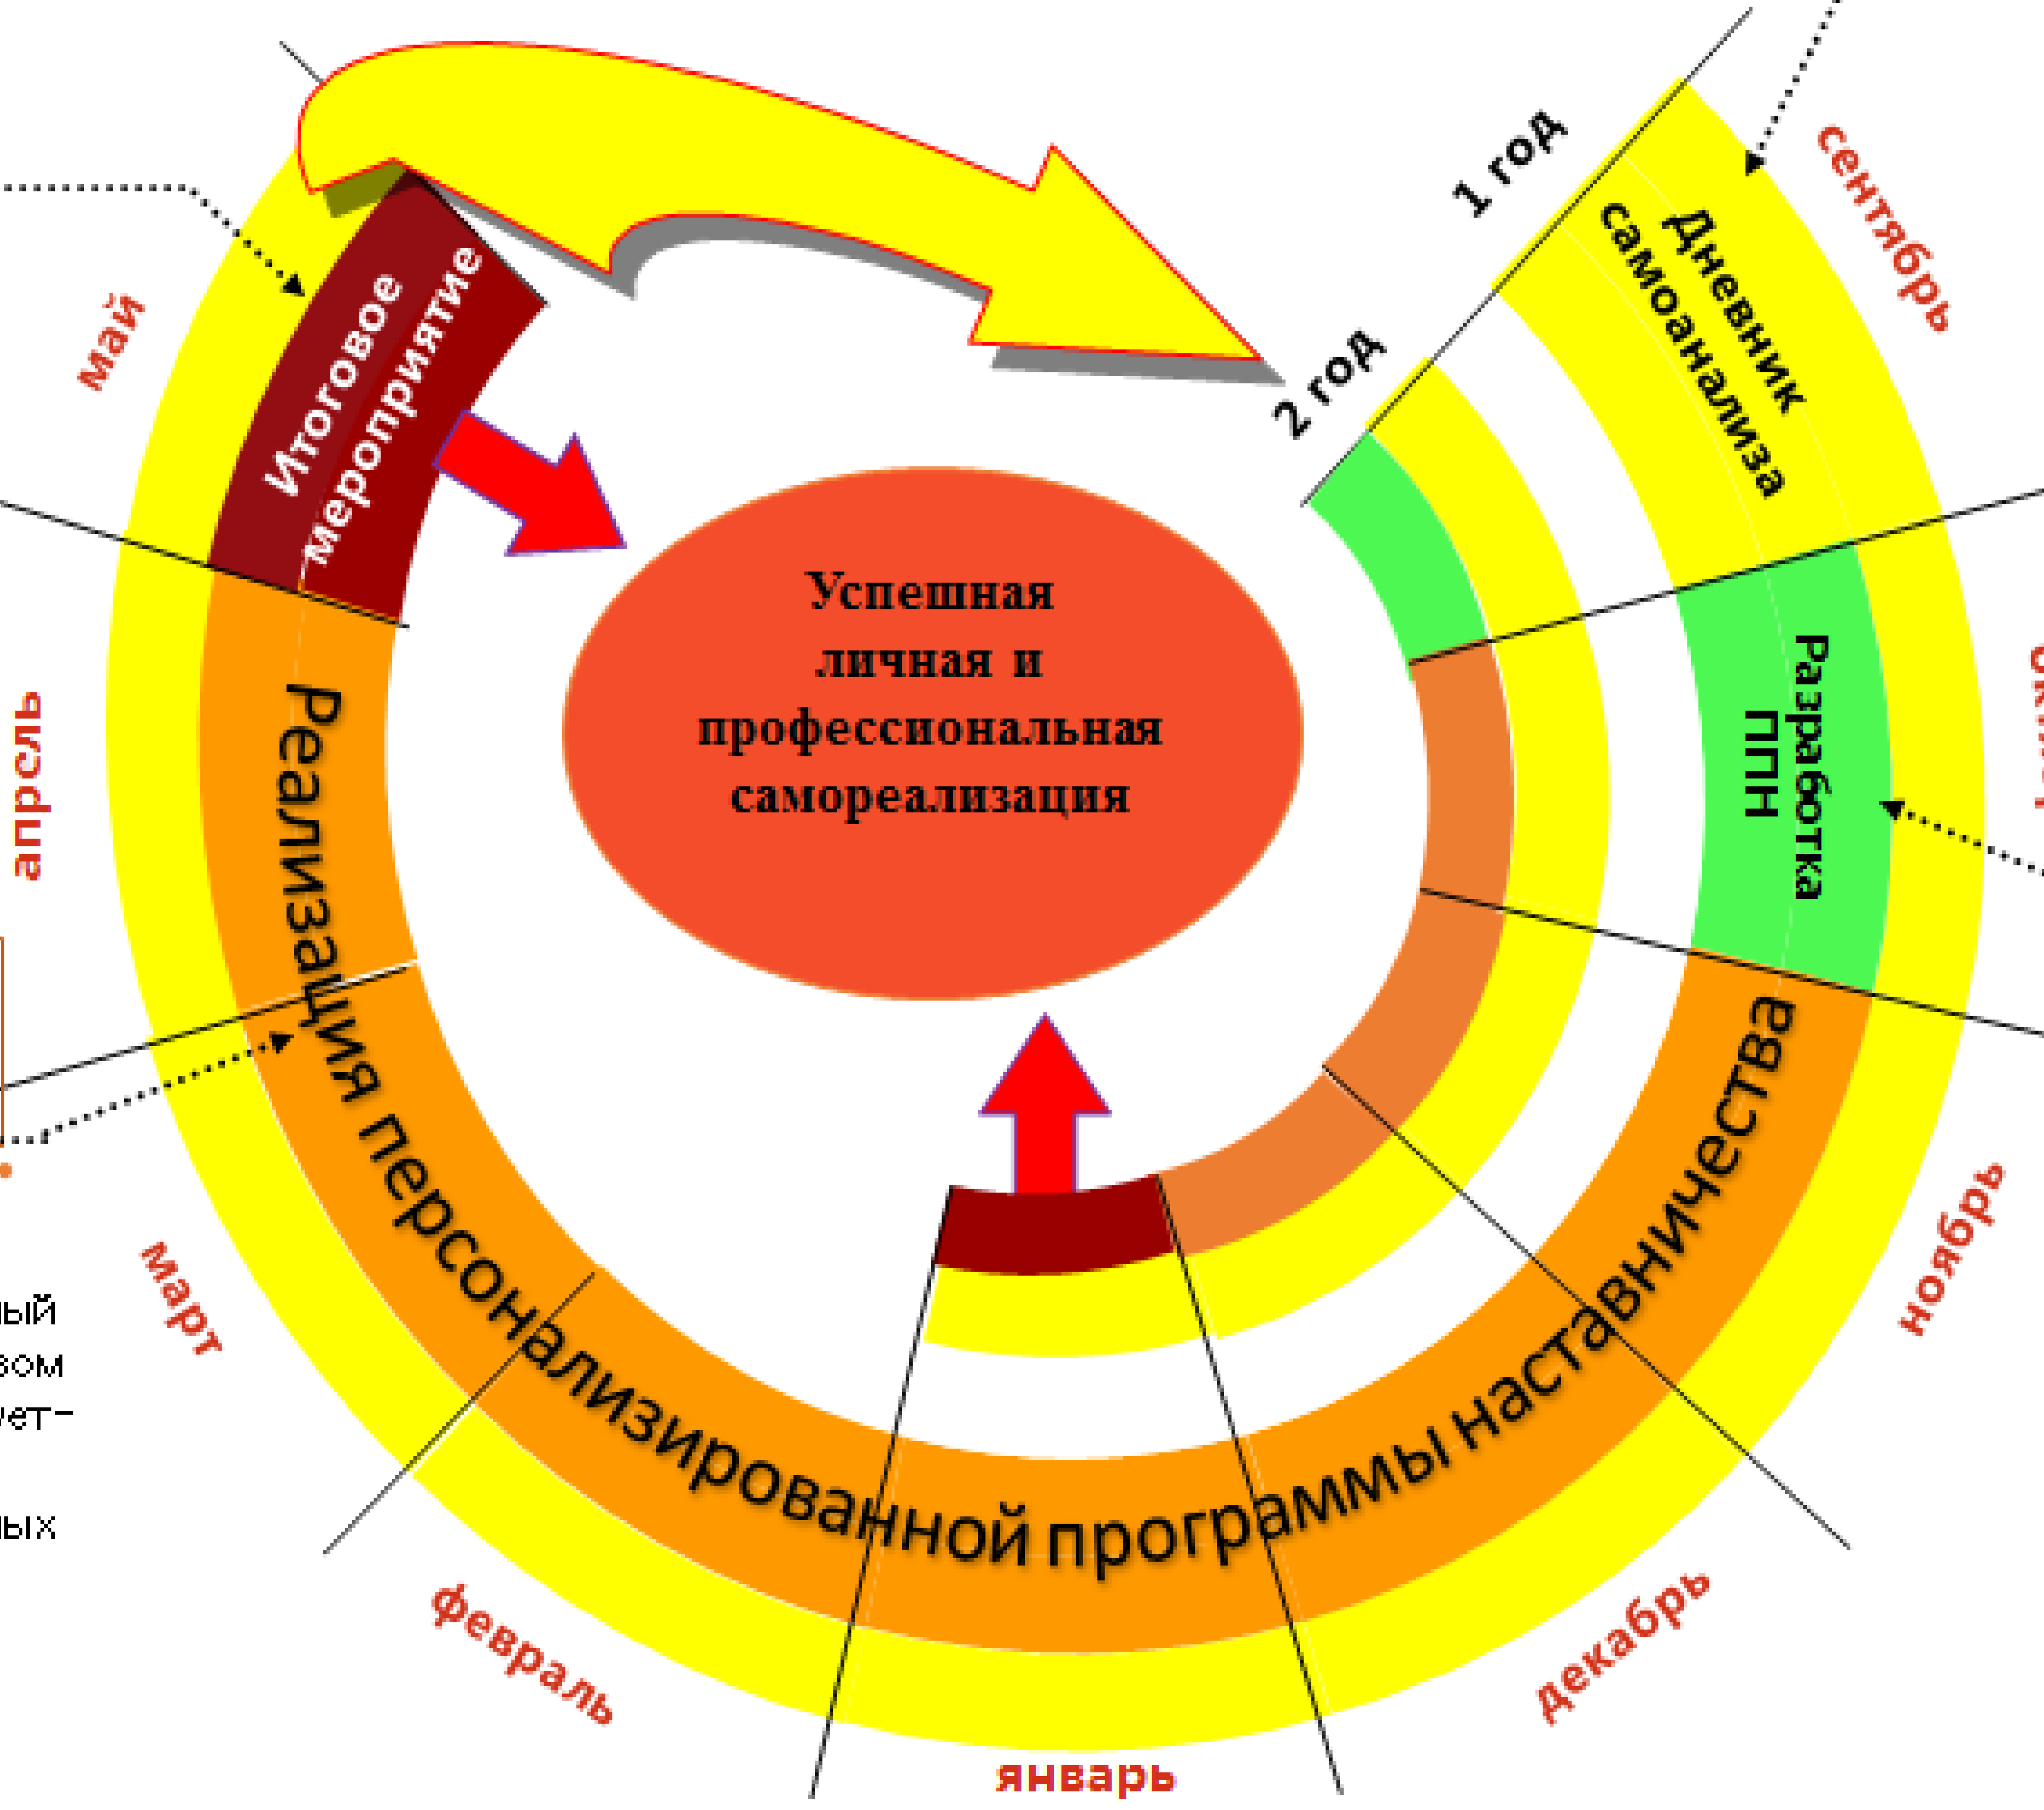 1 год
2 год
сентябрь
Дневник
самоанализа
Разработка
ППН
ноябрь
декабрь
январь
февраль
март
апрель
май
Итоговое
мероприятие
Реализация персонализированной программы наставничества
Успешная
личная и
профессиональная
самореализация